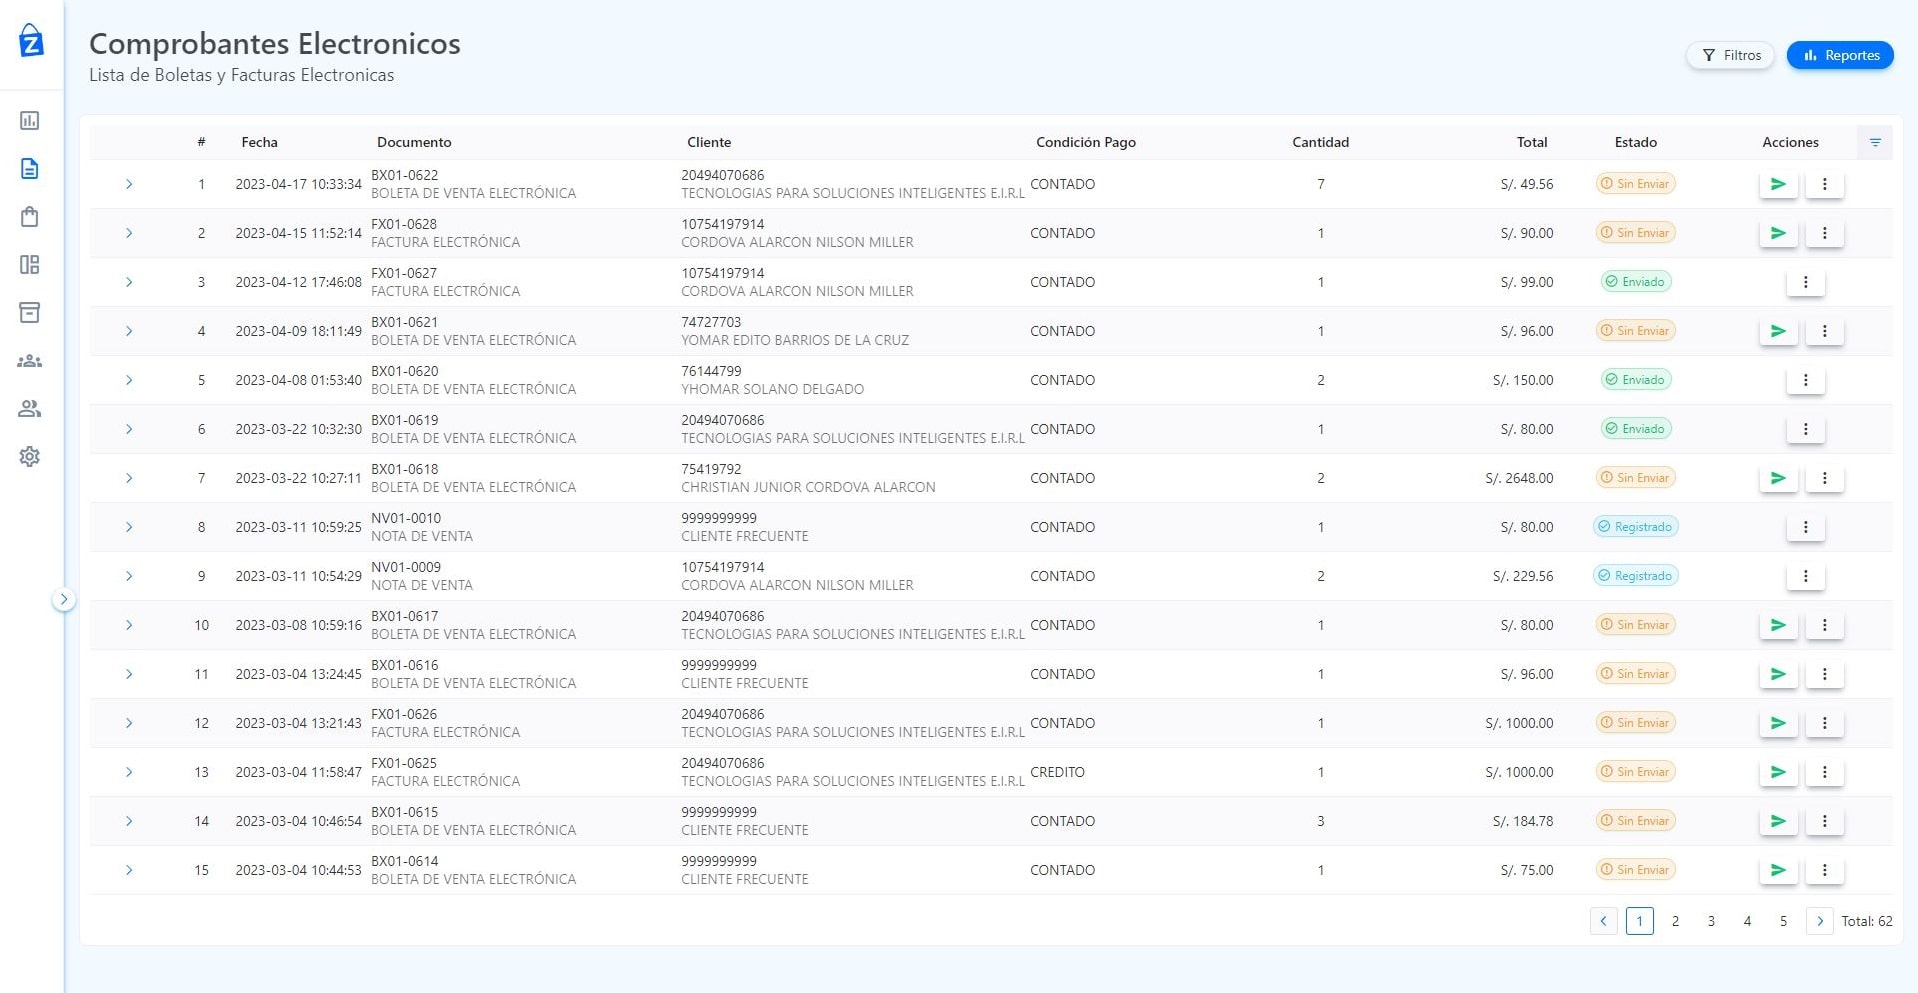 Z
Comprobantes Electronicos
Lista de Boletas y Facturas Electronicas
Filtros
Reportes
# Fecha Documento Cliente Condición Pago Cantidad Total Estado Acciones
1 2023-04-17 10:33:34 BX01-0622 20494070686 CONTADO 7 S/. 49.56 Sin Enviar
BOLETA DE VENTA ELECTRÓNICA TECNOLOGIAS PARA SOLUCIONES INTELIGENTES E.I.R.L
2 2023-04-15 11:52:14 FX01-0628 10754197914 CONTADO 1 S/. 90.00 Sin Enviar
FACTURA ELECTRÓNICA CORDOVA ALARCON NILSON MILLER
3 2023-04-12 17:46:08 FX01-0627 10754197914 CONTADO 1 S/. 99.00 Enviado
FACTURA ELECTRÓNICA CORDOVA ALARCON NILSON MILLER
4 2023-04-09 18:11:49 BX01-0621 74727703 CONTADO 1 S/. 96.00 Sin Enviar
BOLETA DE VENTA ELECTRÓNICA YOMAR EDITO BARRIOS DE LA CRUZ
5 2023-04-08 01:53:40 BX01-0620 76144799 CONTADO 2 S/. 150.00 Enviado
BOLETA DE VENTA ELECTRÓNICA YHOMAR SOLANO DELGADO
6 2023-03-22 10:32:30 BX01-0619 20494070686 CONTADO 1 S/. 80.00 Enviado
BOLETA DE VENTA ELECTRÓNICA TECNOLOGIAS PARA SOLUCIONES INTELIGENTES E.I.R.L
7 2023-03-22 10:27:11 BX01-0618 75419792 CONTADO 2 S/. 2648.00 Sin Enviar
BOLETA DE VENTA ELECTRÓNICA CHRISTIAN JUNIOR CORDOVA ALARCON
8 2023-03-11 10:59:25 NV01-0010 9999999999 CONTADO 1 S/. 80.00 Registrado
NOTA DE VENTA CLIENTE FRECUENTE
9 2023-03-11 10:54:29 NV01-0009 10754197914 CONTADO 2 S/. 229.56 Registrado
NOTA DE VENTA CORDOVA ALARCON NILSON MILLER
10 2023-03-08 10:59:16 BX01-0617 20494070686 CONTADO 1 S/. 80.00 Sin Enviar
BOLETA DE VENTA ELECTRÓNICA TECNOLOGIAS PARA SOLUCIONES INTELIGENTES E.I.R.L
11 2023-03-04 13:24:45 BX01-0616 9999999999 CONTADO 1 S/. 96.00 Sin Enviar
BOLETA DE VENTA ELECTRÓNICA CLIENTE FRECUENTE
12 2023-03-04 13:21:43 FX01-0626 20494070686 CONTADO 1 S/. 1000.00 Sin Enviar
FACTURA ELECTRÓNICA TECNOLOGIAS PARA SOLUCIONES INTELIGENTES E.I.R.L
13 2023-03-04 11:58:47 FX01-0625 20494070686 CREDITO 1 S/. 1000.00 Sin Enviar
FACTURA ELECTRÓNICA TECNOLOGIAS PARA SOLUCIONES INTELIGENTES E.I.R.L
14 2023-03-04 10:46:54 BX01-0615 9999999999 CONTADO 3 S/. 184.78 Sin Enviar
BOLETA DE VENTA ELECTRÓNICA CLIENTE FRECUENTE
15 2023-03-04 10:44:53 BX01-0614 9999999999 CONTADO 1 S/. 75.00 Sin Enviar
BOLETA DE VENTA ELECTRÓNICA CLIENTE FRECUENTE
1 2 3 4 5 Total: 62